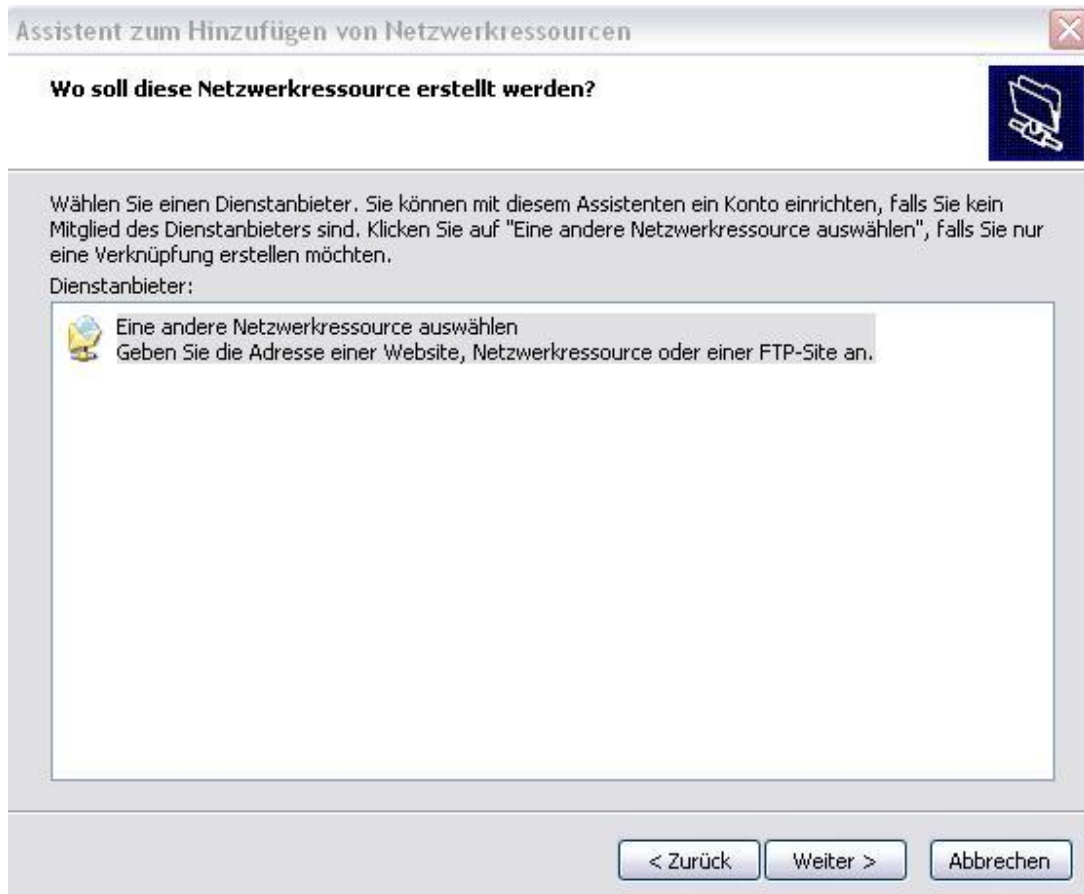 Assistent zum Hinzufügen von Netzwerkressourcen
Wo soll diese Netzwerkressource erstellt werden?
Wählen Sie einen Dienstanbieter. Sie können mit diesem Assistenten ein Konto einrichten, falls Sie kein
Mitglied des Dienstanbieters sind. Klicken Sie auf "Eine andere Netzwerkressource auswählen", falls Sie nur
eine Verknüpfung erstellen möchten.
Dienstanbieter:
Eine andere Netzwerkressource auswählen
Geben Sie die Adresse einer Website, Netzwerkressource oder einer FTP-Site an.
< Zurück Weiter > Abbrechen